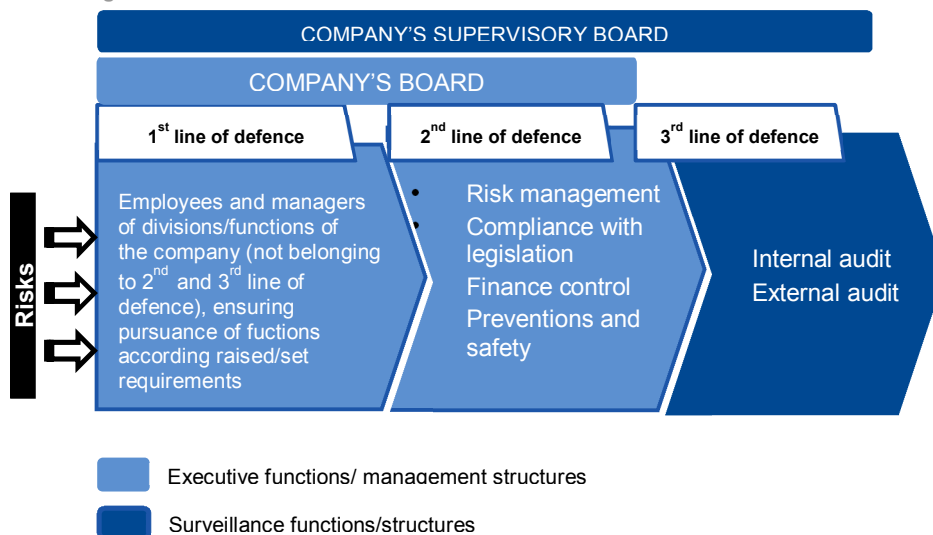 COMPANY'S SUPERVISORY BOARD
COMPANY'S BOARD
1st line of defence
2nd line of defence
3rd line of defence
Risks
Employees and managers
of divisions/functions of
the company (not belonging
to 2nd and 3rd line of
defence), ensuring
pursuance of fuctions
according raised/set
requirements
• Risk management
• Compliance with
legislation
Finance control
Preventions and
safety
Internal audit
External audit
Executive functions/ management structures
Surveillance functions/structures